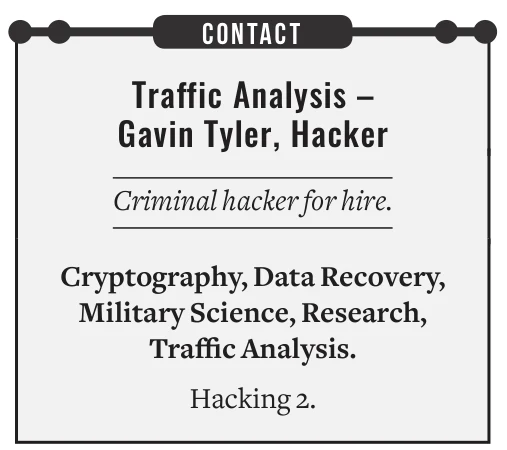 CONTACT
Traffic Analysis –
Gavin Tyler, Hacker
Criminal hacker for hire.
Cryptography, Data Recovery,
Military Science, Research,
Traffic Analysis.
Hacking 2.